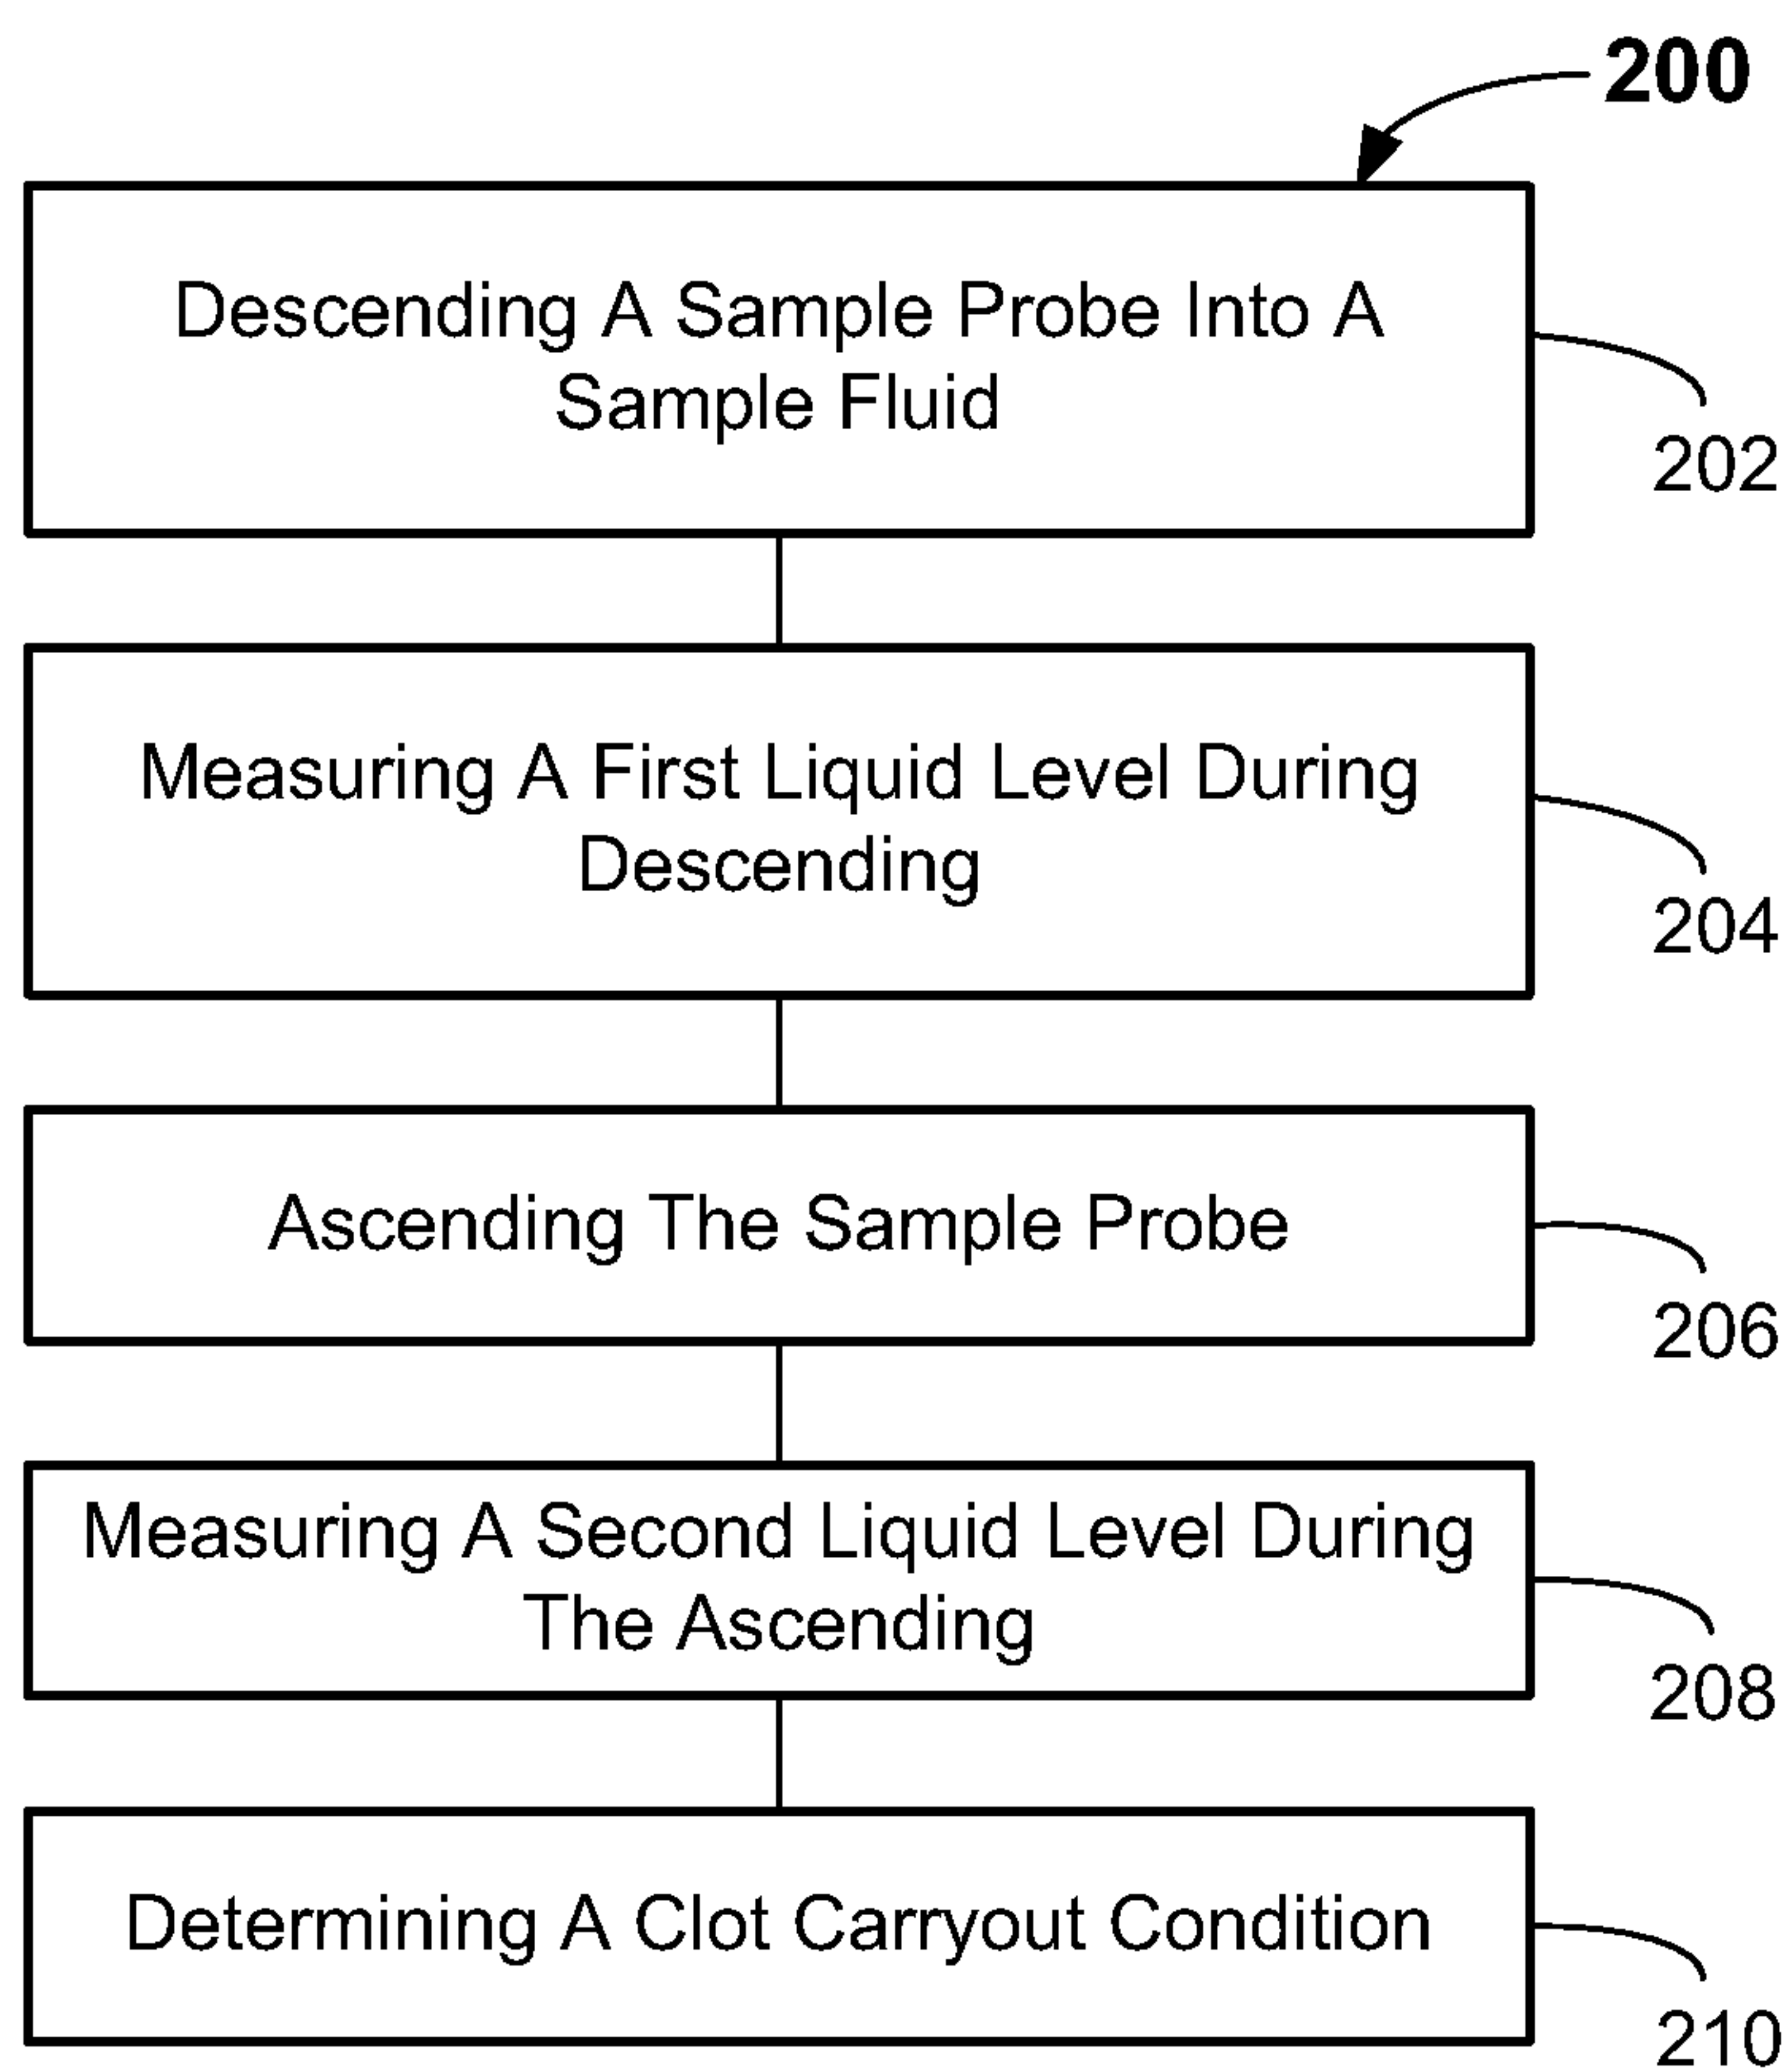 200
Descending A Sample Probe Into A
Sample Fluid
202
Measuring A First Liquid Level During
Descending
204
Ascending The Sample Probe
206
Measuring A Second Liquid Level During
The Ascending
208
Determining A Clot Carryout Condition
210